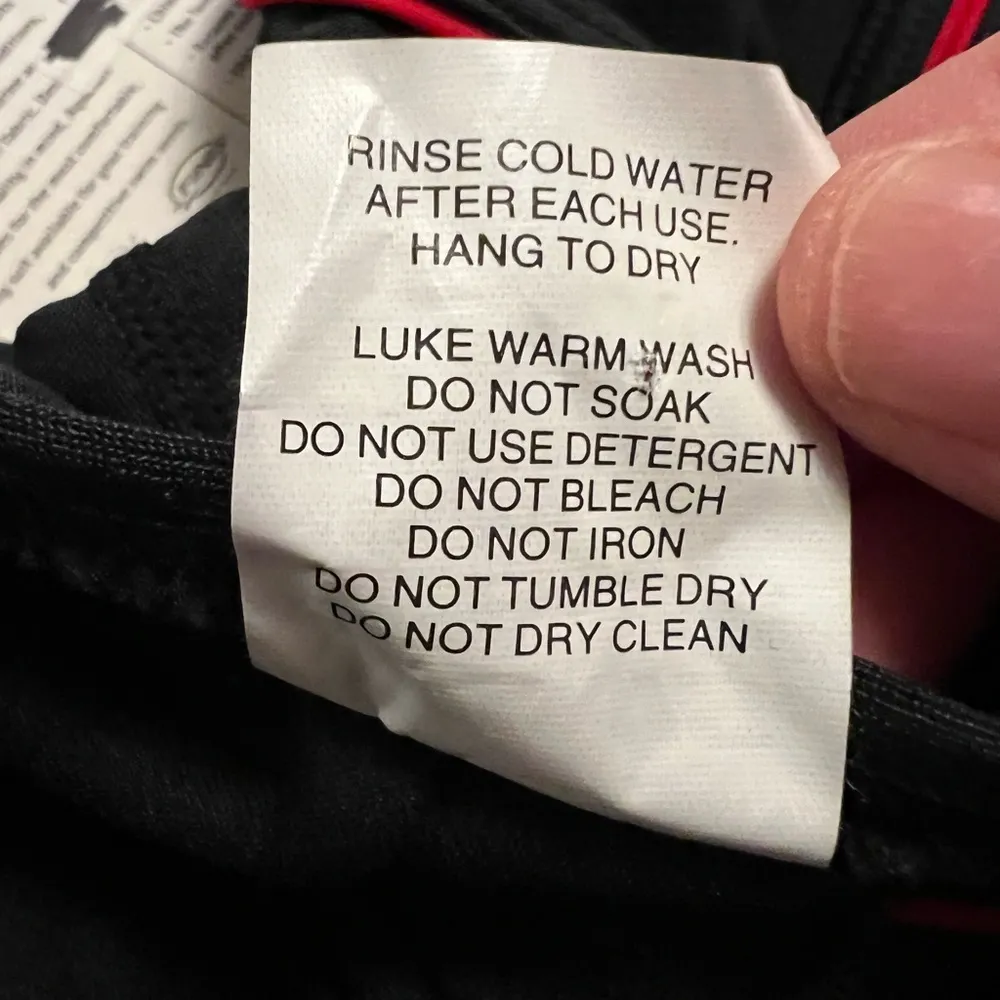 RINSE COLD WATER
AFTER EACH USE.
HANG TO DRY
LUKE WARM WASH
DO NOT SOAK
DO NOT USE DETERGENT
DO NOT BLEACH
DO NOT IRON
DO NOT TUMBLE DRY
DO NOT DRY CLEAN